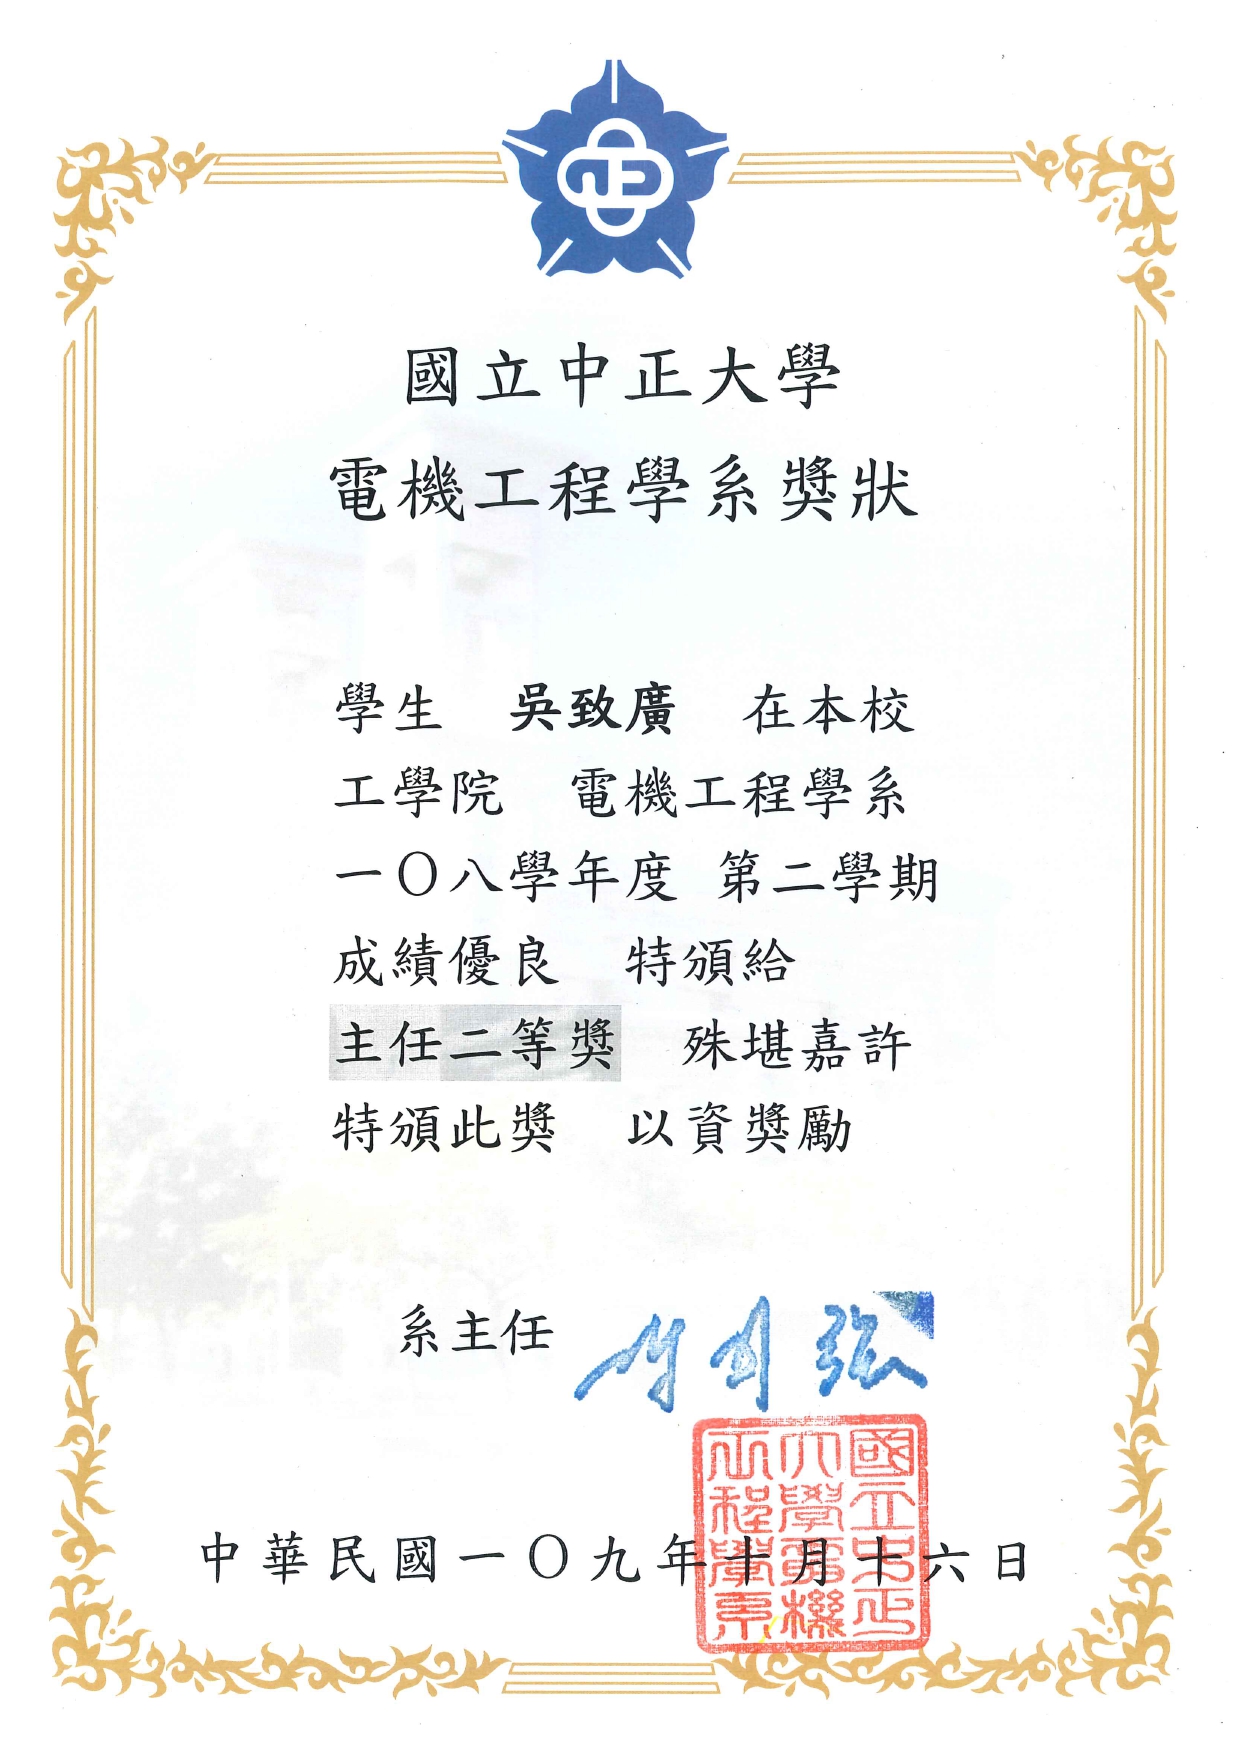 國立中正大學
電機工程學系獎狀
學生 吳致廣 在本校
工學院 電機工程學系
一〇八學年度 第二學期
成績優良 特頒給
主任二等獎 殊堪嘉許
特頒此獎 以資獎勵
系主任
國立中正大學電機工程學系
中華民國一〇九年十月十六日